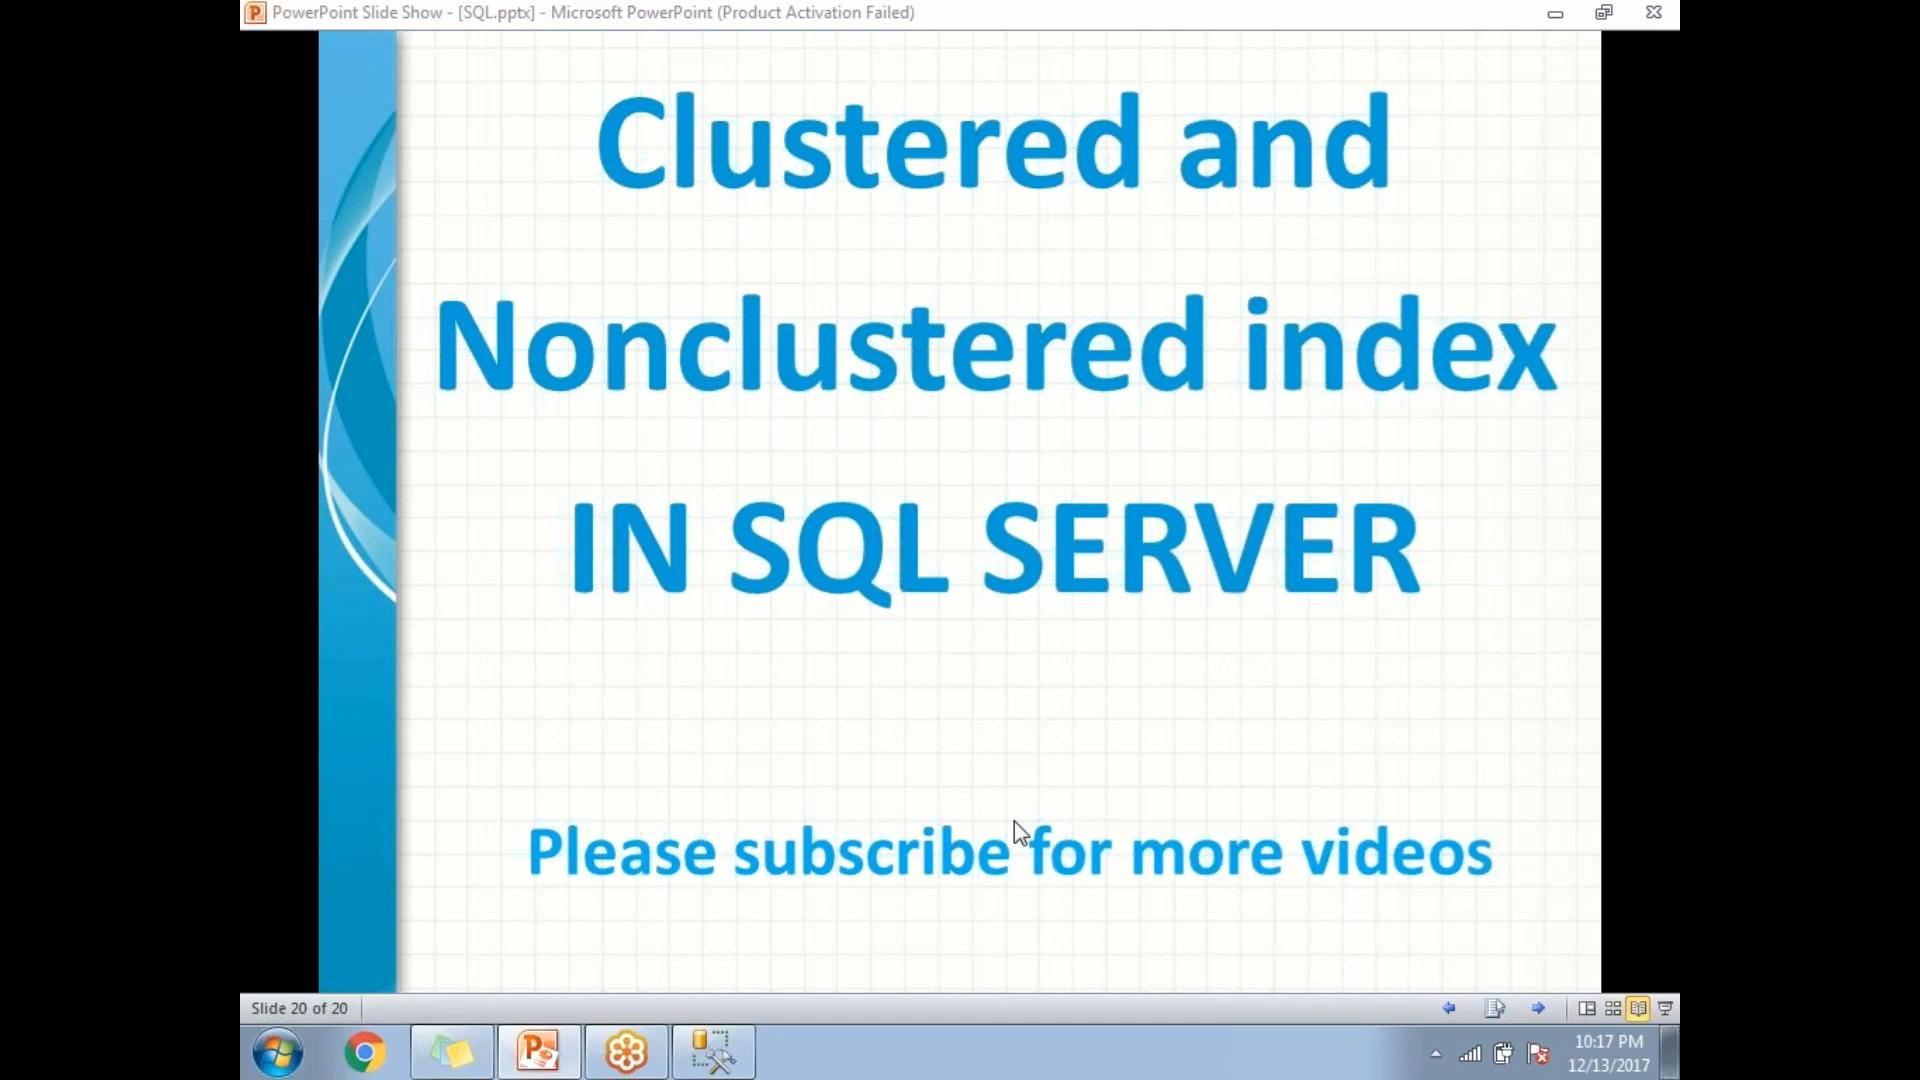 PowerPoint Slide Show - [SQL.pptx] - Microsoft PowerPoint (Product Activation Failed)
Clustered and
Nonclustered index
IN SQL SERVER
Please subscribe for more videos
Slide 20 of 20
10:17 PM
12/13/2017